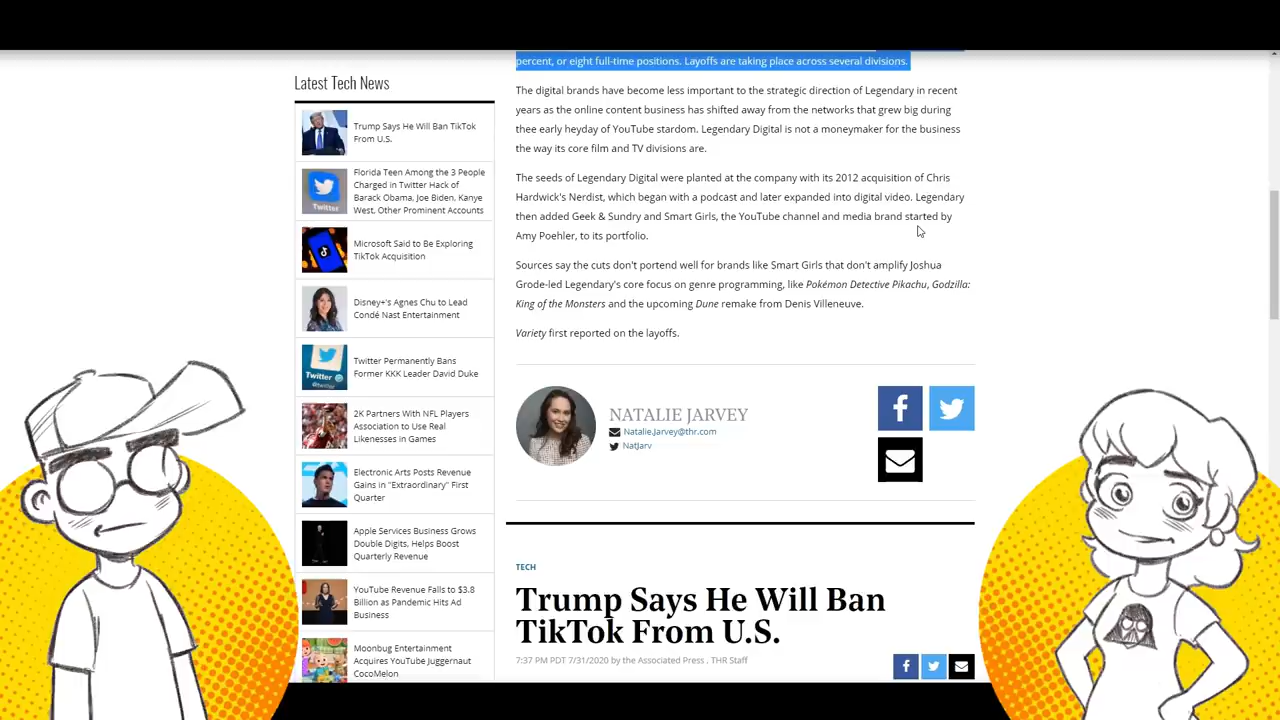 Latest Tech News
Trump Says He Will Ban TikTok
From U.S.
Florida Teen Among the 3 People
Charged in Twitter Hack of
Barack Obama, Joe Biden, Kanye
West, Other Prominent Accounts
Twitter
Microsoft Said to Be Exploring
TikTok Acquisition
Disney+'s Agnes Chu to Lead
Condé Nast Entertainment
Twitter
Twitter Permanently Bans
Former KKK Leader David Duke
2K Partners With NFL Players
Association to Use Real
Likenesses in Games
Electronic Arts Posts Revenue
Gains in "Extraordinary" First
Quarter
Apple Services Business Grows
Double Digits, Helps Boost
Quarterly Revenue
YouTube Revenue Falls to $3.8
Billion as Pandemic Hits Ad
Business
Moonbug Entertainment
Acquires YouTube Juggernaut
CocoMelon
percent, or eight full-time positions. Layoffs are taking place across several divisions.
The digital brands have become less important to the strategic direction of Legendary in recent
years as the online content business has shifted away from the networks that grew big during
thee early heyday of YouTube stardom. Legendary Digital is not a moneymaker for the business
the way its core film and TV divisions are.
The seeds of Legendary Digital were planted at the company with its 2012 acquisition of Chris
Hardwick's Nerdist, which began with a podcast and later expanded into digital video. Legendary
then added Geek & Sundry and Smart Girls, the YouTube channel and media brand started by
Amy Poehler, to its portfolio.
Sources say the cuts don't portend well for brands like Smart Girls that don't amplify Joshua
Grode-led Legendary's core focus on genre programming, like Pokémon Detective Pikachu, Godzilla:
King of the Monsters and the upcoming Dune remake from Denis Villeneuve.
Variety first reported on the layoffs.
NATALIE JARVEY
Natalie.Jarvey@thr.com
NatJarv
TECH
Trump Says He Will Ban
TikTok From U.S.
7:37 PM PDT 7/31/2020 by the Associated Press , THR Staff